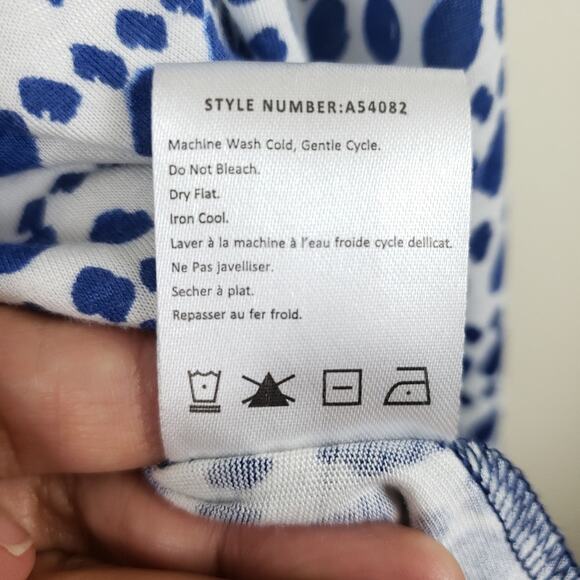 STYLE NUMBER:A54082
Machine Wash Cold, Gentle Cycle.
Do Not Bleach.
Dry Flat.
Iron Cool.
Laver à la machine à l'eau froide cycle dellicat.
Ne Pas javelliser.
Secher à plat.
Repasser au fer froid.